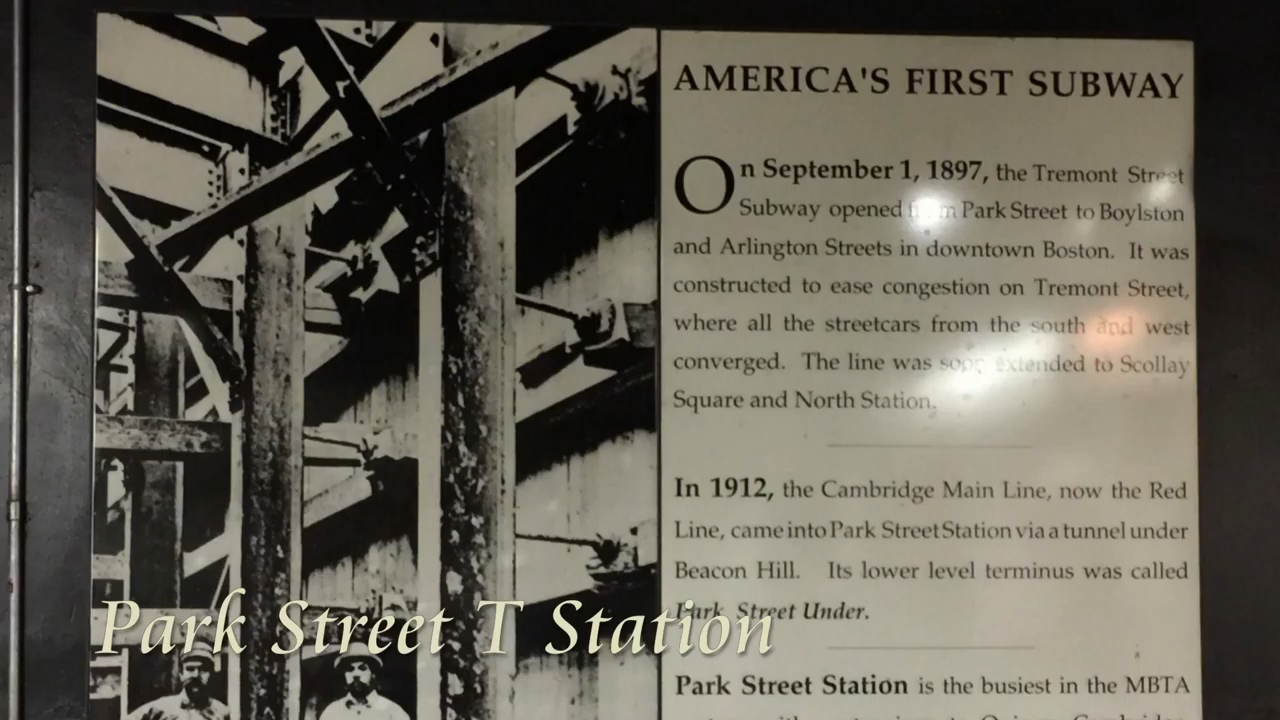 AMERICA'S FIRST SUBWAY
On September 1, 1897, the Tremont Street
Subway opened from Park Street to Boylston
and Arlington Streets in downtown Boston. It was
constructed to ease congestion on Tremont Street,
where all the streetcars from the south and west
converged. The line was soon extended to Scollay
Square and North Station.
In 1912, the Cambridge Main Line, now the Red
Line, came into Park Street Station via a tunnel under
Beacon Hill. Its lower level terminus was called
Park Street Under.
Park Street T Station
Park Street Station is the busiest in the MBTA